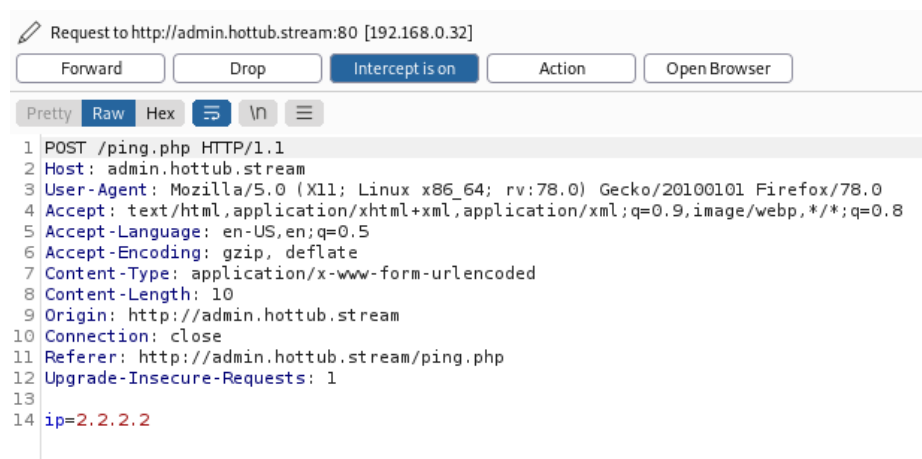 Request to http://admin.hottub.stream:80 [192.168.0.32]
Forward Drop Intercept is on Action Open Browser
Pretty Raw Hex \n
1 POST /ping.php HTTP/1.1
2 Host: admin.hottub.stream
3 User-Agent: Mozilla/5.0 (X11; Linux x86_64; rv:78.0) Gecko/20100101 Firefox/78.0
4 Accept: text/html,application/xhtml+xml,application/xml;q=0.9,image/webp,*/*;q=0.8
5 Accept-Language: en-US,en;q=0.5
6 Accept-Encoding: gzip, deflate
7 Content-Type: application/x-www-form-urlencoded
8 Content-Length: 10
9 Origin: http://admin.hottub.stream
10 Connection: close
11 Referer: http://admin.hottub.stream/ping.php
12 Upgrade-Insecure-Requests: 1
13
14 ip=2.2.2.2